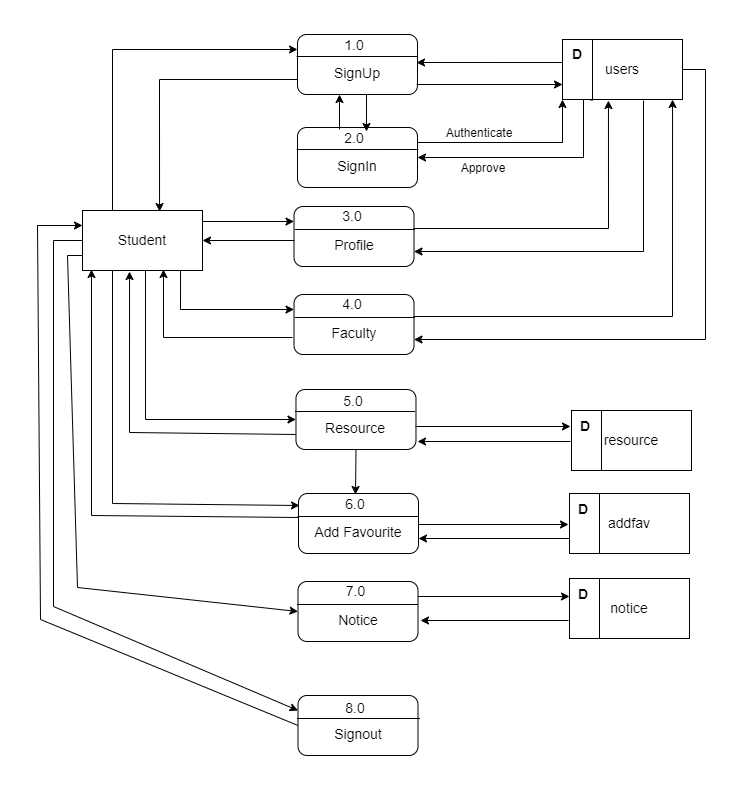 1.0
SignUp
D
users
2.0
SignIn
Authenticate
Approve
3.0
Profile
Student
4.0
Faculty
5.0
Resource
D
resource
6.0
Add Favourite
D
addfav
7.0
Notice
D
notice
8.0
Signout